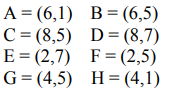 A = (6,1) B = (6,5)
C = (8,5) D = (8,7)
E = (2,7) F = (2,5)
G = (4,5) H = (4,1)